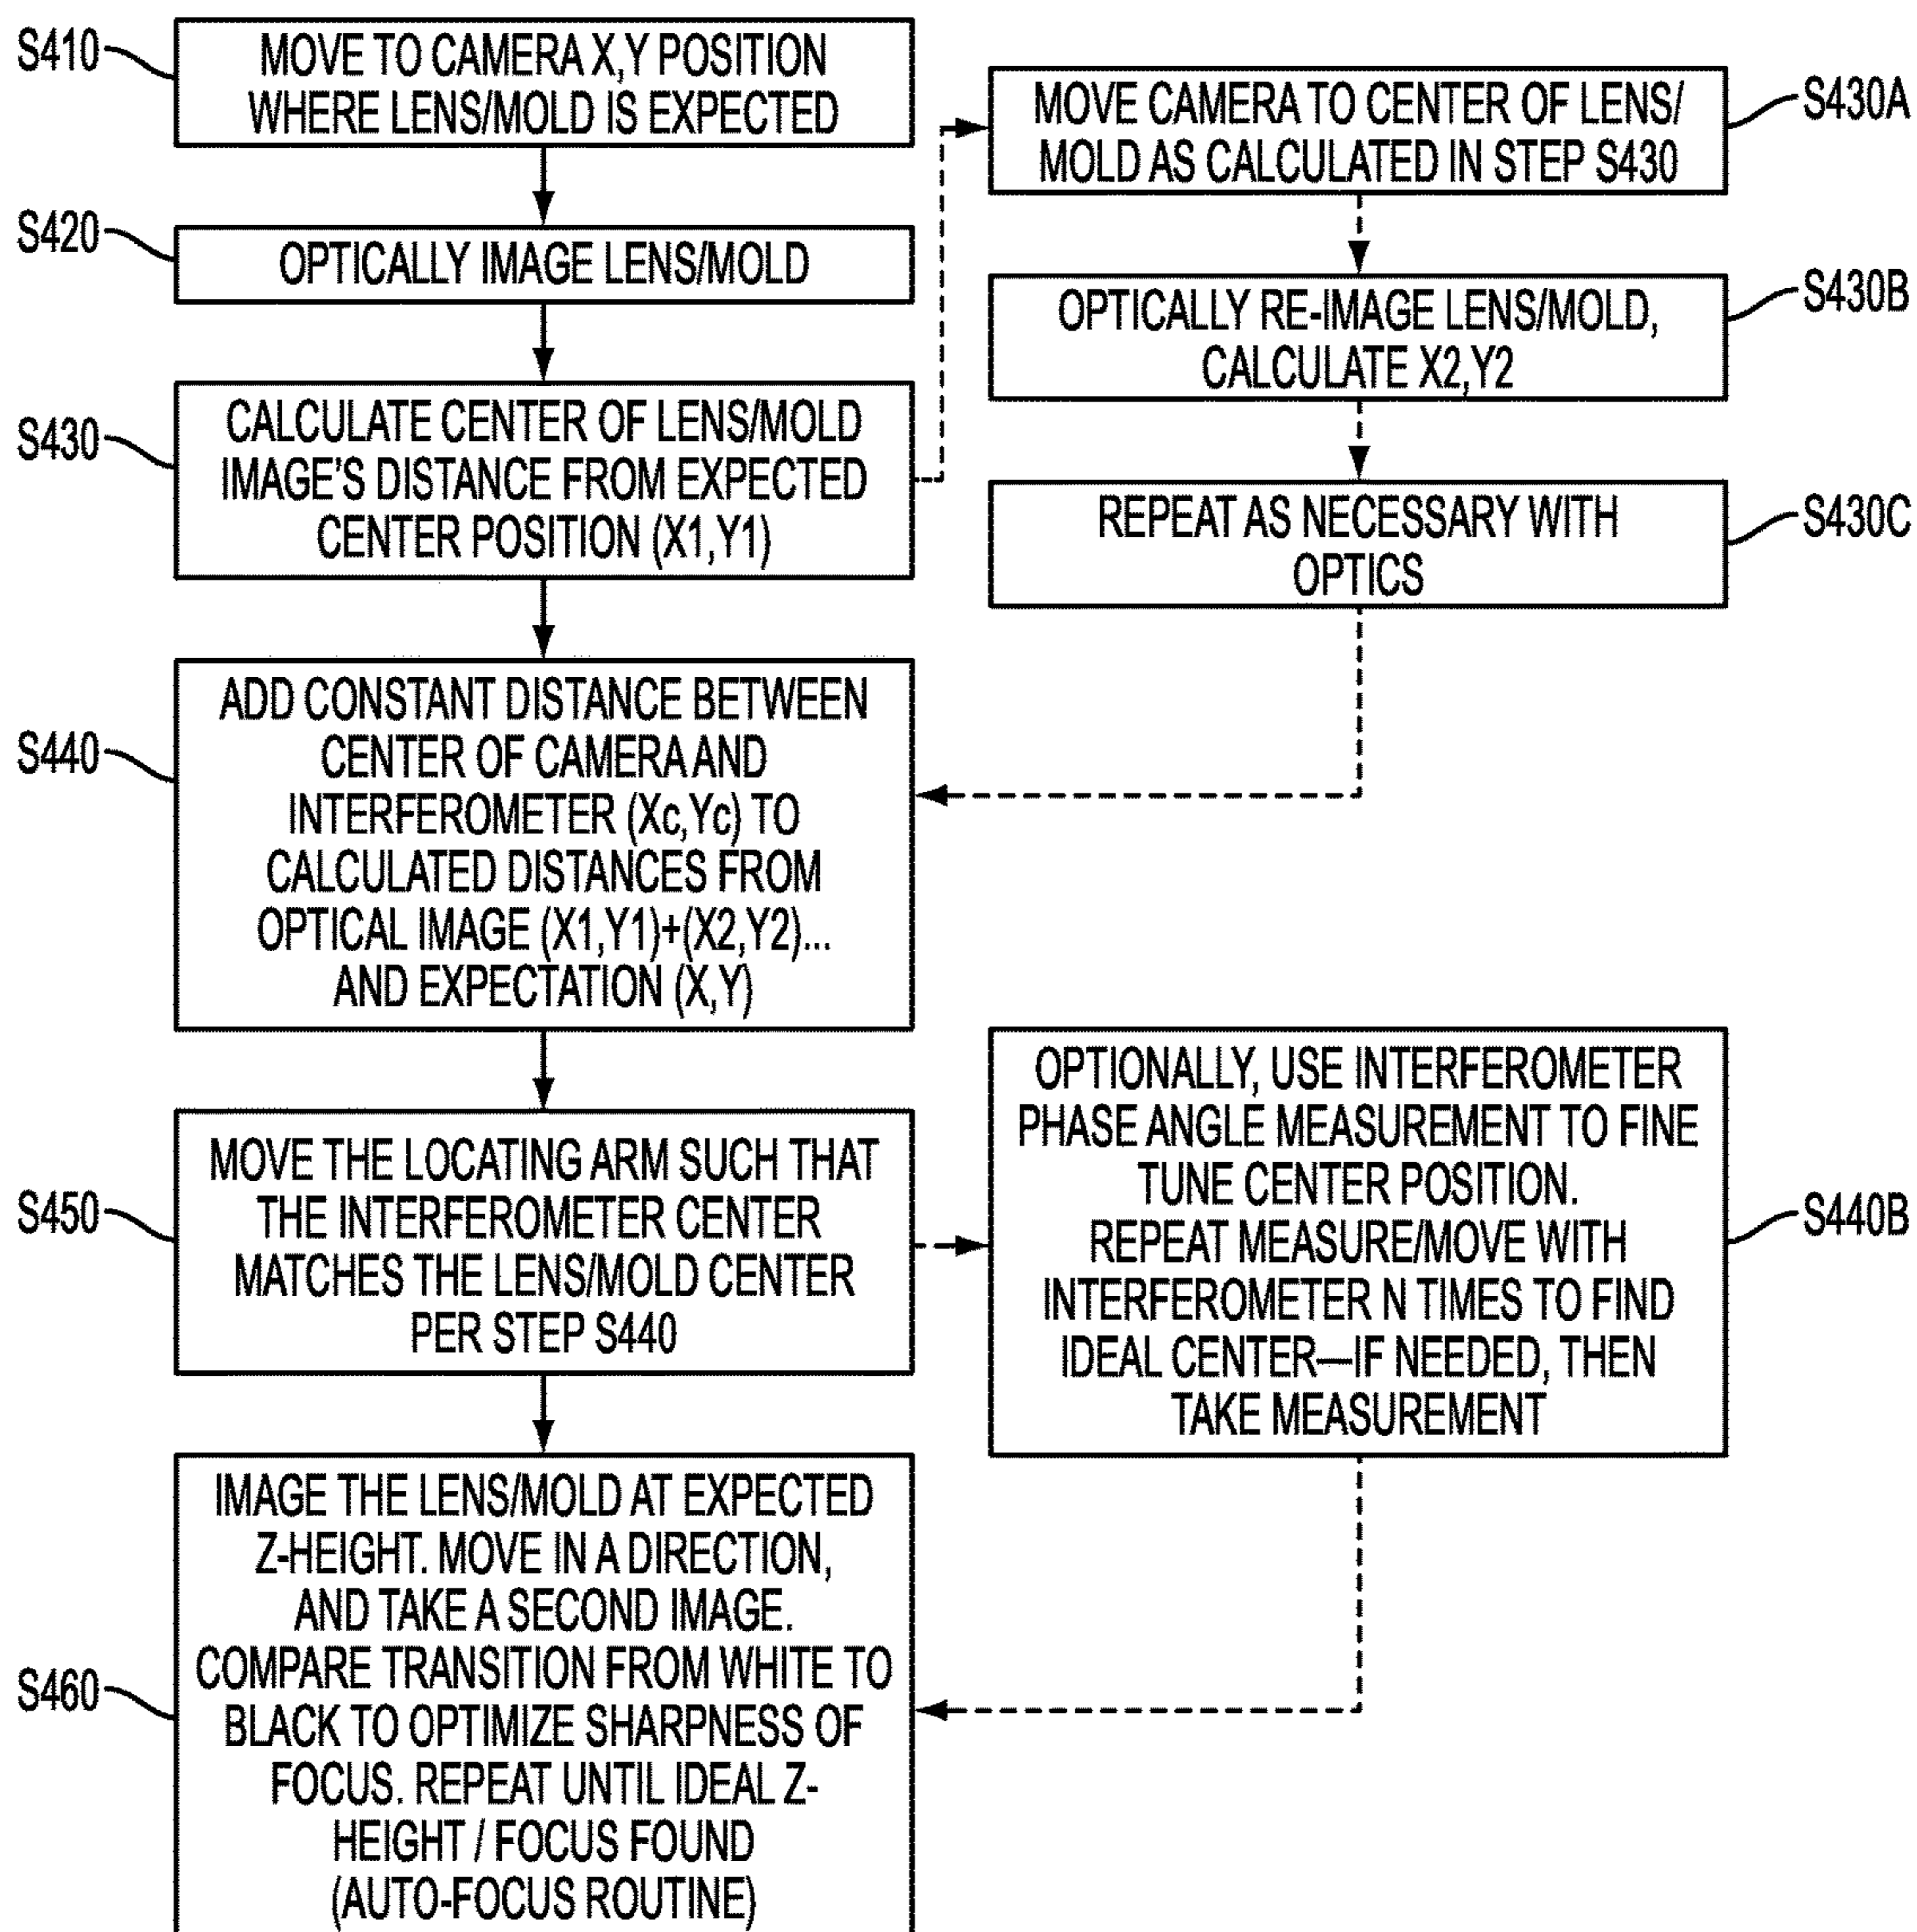 S410
MOVE TO CAMERA X,Y POSITION
WHERE LENS/MOLD IS EXPECTED
S420
OPTICALLY IMAGE LENS/MOLD
S430
CALCULATE CENTER OF LENS/MOLD
IMAGE'S DISTANCE FROM EXPECTED
CENTER POSITION (X1,Y1)
MOVE CAMERA TO CENTER OF LENS/
MOLD AS CALCULATED IN STEP S430
S430A
OPTICALLY RE-IMAGE LENS/MOLD,
CALCULATE X2,Y2
S430B
REPEAT AS NECESSARY WITH
OPTICS
S430C
S440
ADD CONSTANT DISTANCE BETWEEN
CENTER OF CAMERA AND
INTERFEROMETER (Xc,Yc) TO
CALCULATED DISTANCES FROM
OPTICAL IMAGE (X1,Y1)+(X2,Y2)...
AND EXPECTATION (X,Y)
S450
MOVE THE LOCATING ARM SUCH THAT
THE INTERFEROMETER CENTER
MATCHES THE LENS/MOLD CENTER
PER STEP S440
OPTIONALLY, USE INTERFEROMETER
PHASE ANGLE MEASUREMENT TO FINE
TUNE CENTER POSITION.
REPEAT MEASURE/MOVE WITH
INTERFEROMETER N TIMES TO FIND
IDEAL CENTER—IF NEEDED, THEN
TAKE MEASUREMENT
S440B
S460
IMAGE THE LENS/MOLD AT EXPECTED
Z-HEIGHT. MOVE IN A DIRECTION,
AND TAKE A SECOND IMAGE.
COMPARE TRANSITION FROM WHITE TO
BLACK TO OPTIMIZE SHARPNESS OF
FOCUS. REPEAT UNTIL IDEAL Z-
HEIGHT / FOCUS FOUND
(AUTO-FOCUS ROUTINE)